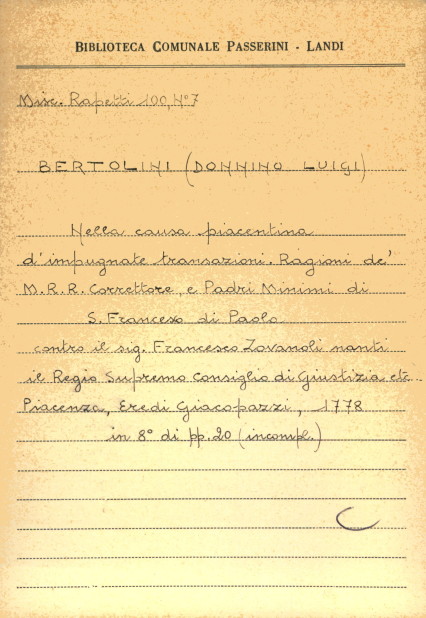 BIBLIOTECA COMUNALE PASSERINI - LANDI
Misc. Rapetti 100, N° 7
BERTOLINI (DONNINO LUIGI)
Nella causa piacentina
d'impugnate transazioni. Ragioni de'
M.R.R. Correttore, e Padri Minimi di
S. Francesco di Paolo
contro il sig. Francesco Zovanoli nanti
il Regio Supremo Consiglio di Giustizia etc.
Piacenza, Eredi Giacopazzi, 1778
in 8° di pp. 20 (incompl.)